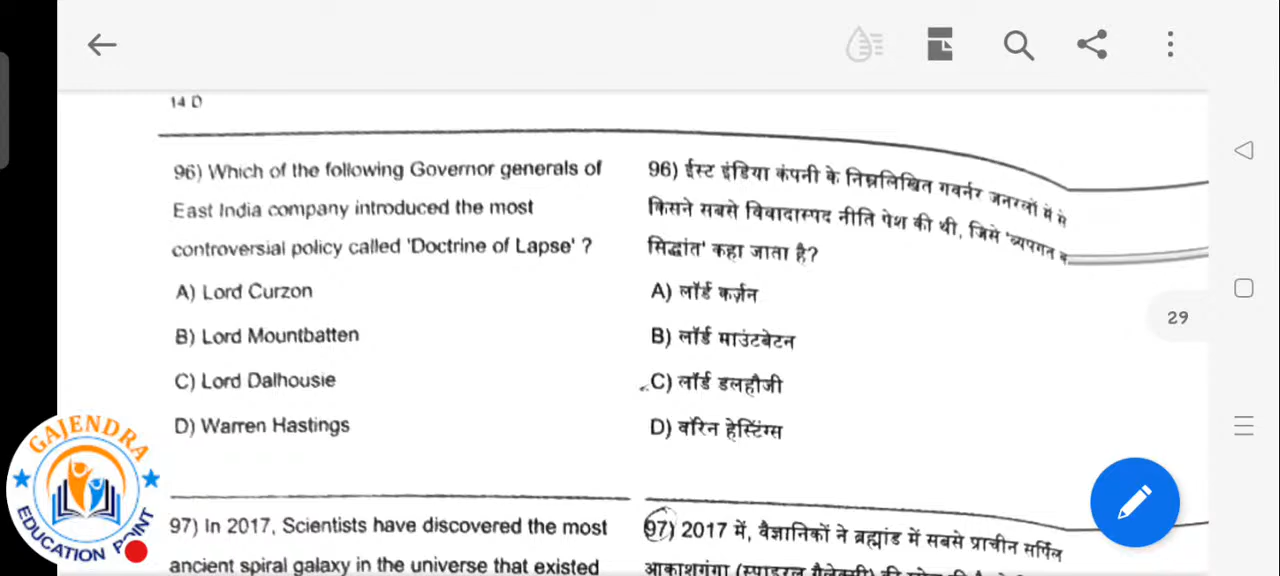 14 D
96) Which of the following Governor generals of
East India company introduced the most
controversial policy called 'Doctrine of Lapse' ?
A) Lord Curzon
B) Lord Mountbatten
C) Lord Dalhousie
D) Warren Hastings
96) ईस्ट इंडिया कंपनी के निम्नलिखित गवर्नर जनरलों में से
किसने सबसे विवादास्पद नीति पेश की थी, जिसे 'व्यपगत
सिद्धांत' कहा जाता है?
A) लॉर्ड कर्ज़न
B) लॉर्ड माउंटबेटन
C) लॉर्ड डलहौजी
D) वॉरेन हेस्टिंग्स
29
97) In 2017, Scientists have discovered the most
ancient spiral galaxy in the universe that existed
97) 2017 में, वैज्ञानिकों ने ब्रह्मांड में सबसे प्राचीन सर्पिल
आकाशगंगा (स्पाइरल गैलेक्सी) की
GAJENDRA
EDUCATION POINT